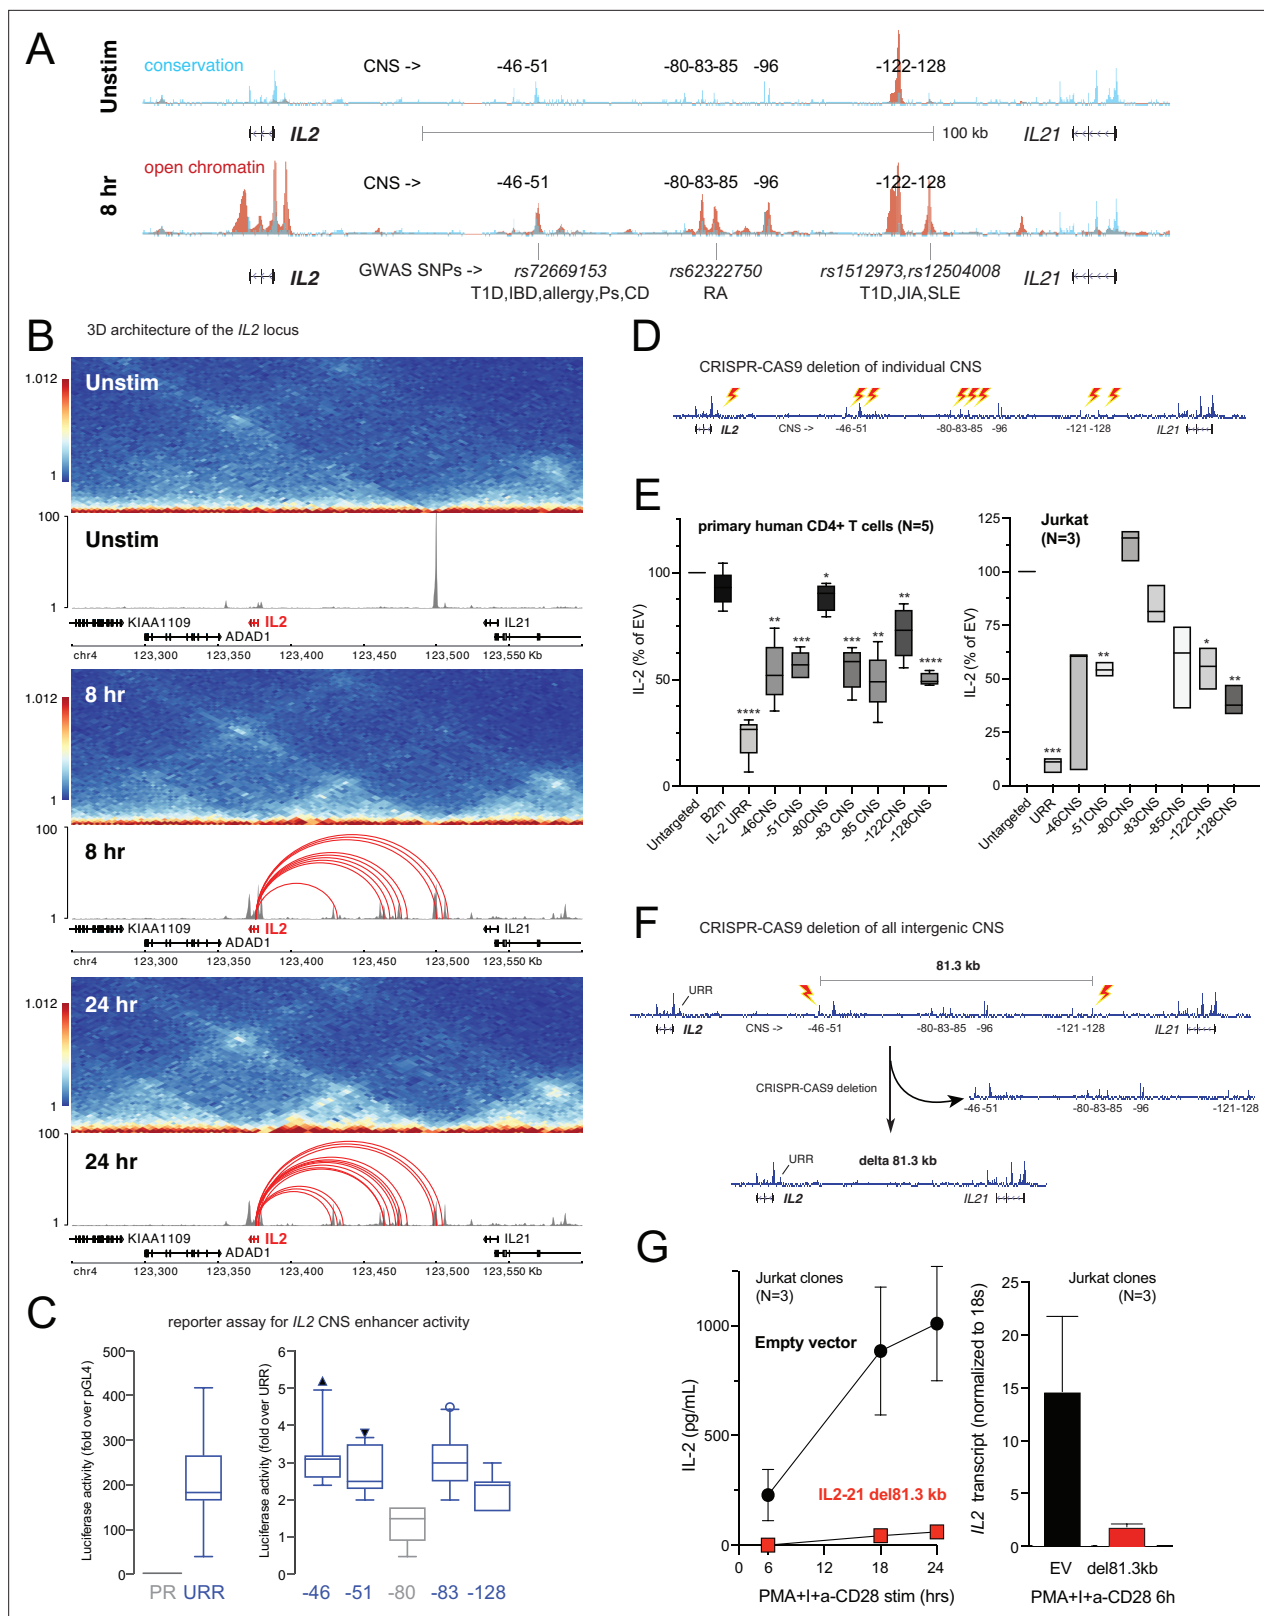 A
Unstim
conservation
CNS -> -46 -51 -80-83-85 -96 -122-128
IL2
100 kb
IL21
8 hr
open chromatin
CNS -> -46 -51 -80-83-85 -96 -122-128
IL2
GWAS SNPs -> rs72669153 rs62322750 rs1512973,rs12504008
IL21
T1D,IBD,allergy,Ps,CD RA T1D,JIA,SLE
B
3D architecture of the IL2 locus
1.012
1
Unstim
100
Unstim
1
KIAA1109 IL2 IL21
ADAD1
chr4 123,300 123,350 123,400 123,450 123,500 123,550 Kb
1.012
1
8 hr
100
8 hr
1
KIAA1109 IL2 IL21
ADAD1
chr4 123,300 123,350 123,400 123,450 123,500 123,550 Kb
1.012
1
24 hr
100
24 hr
1
KIAA1109 IL2 IL21
ADAD1
chr4 123,300 123,350 123,400 123,450 123,500 123,550 Kb
C
reporter assay for IL2 CNS enhancer activity
Luciferase activity (fold over pGL4)
500
400
300
200
100
0
PR URR
Luciferase activity (fold over URR)
6
5
4
3
2
1
0
-46 -51 -80 -83 -128
D
CRISPR-CAS9 deletion of individual CNS
IL2 CNS -> -46 -51 -80-83-85 -96 -121 -128 IL21
E
primary human CD4+ T cells (N=5)
IL-2 (% of EV)
100
50
0
**** ** *** * *** ** ** ****
Untargeted B2m IL-2 URR -46CNS -51CNS -80CNS -83 CNS -85 CNS -122CNS -128CNS
Jurkat
(N=3)
IL-2 (% of EV)
125
100
75
50
25
0
*** ** * **
Untargeted URR -46CNS -51CNS -80CNS -83CNS -85CNS -122CNS -128CNS
F
CRISPR-CAS9 deletion of all intergenic CNS
81.3 kb
URR
IL2 CNS -> -46 -51 -80-83-85 -96 -121 -128 IL21
CRISPR-CAS9 deletion
-46 -51 -80-83-85 -96 -121 -128
URR
delta 81.3 kb
IL2 IL21
G
Jurkat clones
(N=3)
Empty vector
IL2-21 del81.3 kb
IL-2 (pg/mL)
1000
500
0
0 6 12 18 24
PMA+I+a-CD28 stim (hrs)
Jurkat clones
(N=3)
IL2 transcript (normalized to 18s)
25
20
15
10
5
0
EV del81.3kb
PMA+I+a-CD28 6h